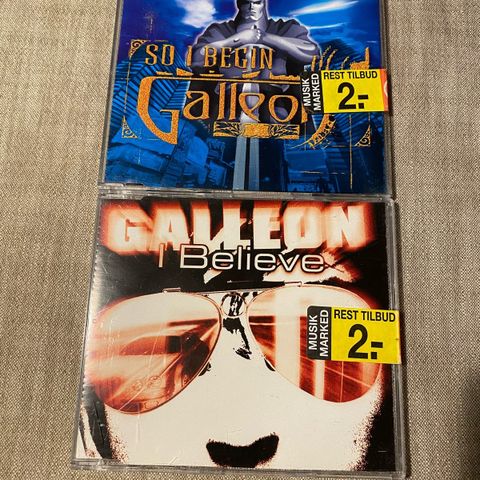 SO I BEGIN
Galleon
MUSIK
MARKED
REST TILBUD
2.-
GALLEON
I Believe
MUSIK
MARKED
REST TILBUD
2.-